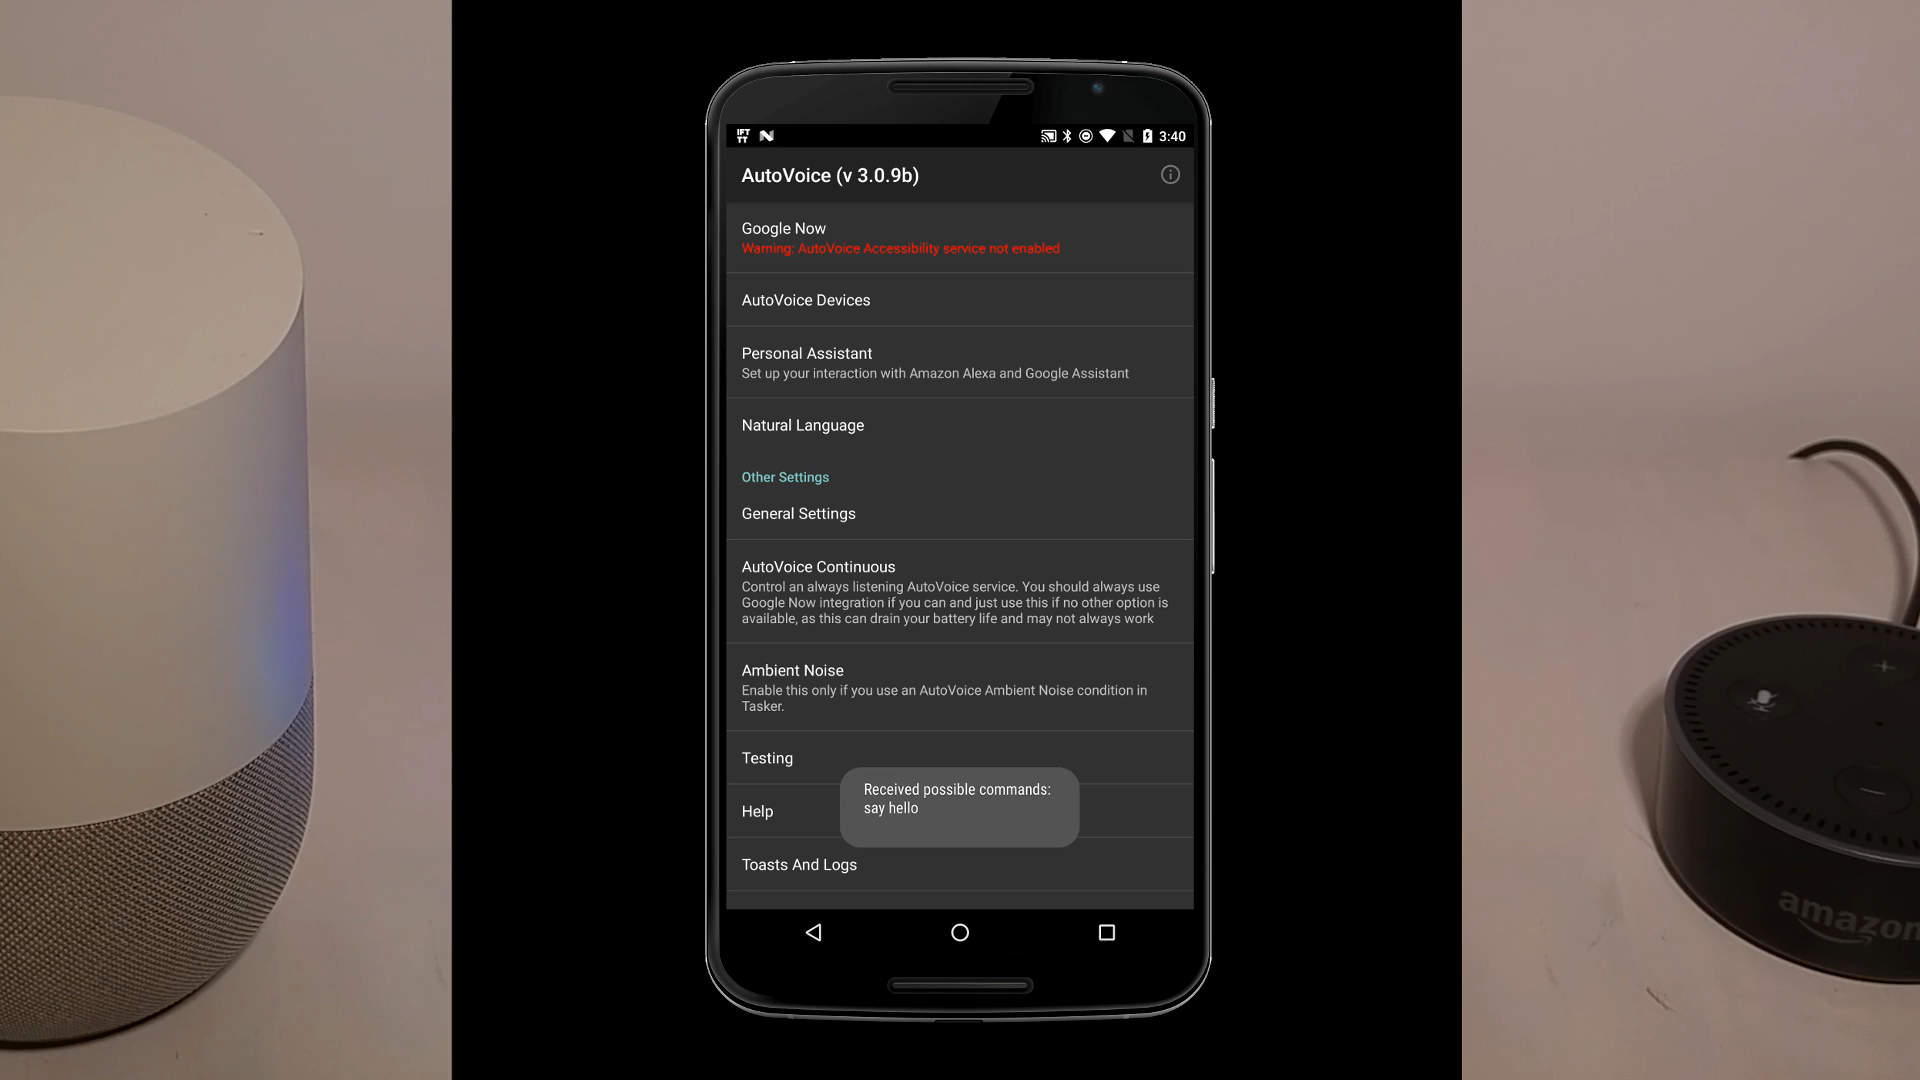 IF
TT
3:40
AutoVoice (v 3.0.9b)
Google Now
Warning: AutoVoice Accessibility service not enabled
AutoVoice Devices
Personal Assistant
Set up your interaction with Amazon Alexa and Google Assistant
Natural Language
Other Settings
General Settings
AutoVoice Continuous
Control an always listening AutoVoice service. You should always use
Google Now integration if you can and just use this if no other option is
available, as this can drain your battery life and may not always work
Ambient Noise
Enable this only if you use an AutoVoice Ambient Noise condition in
Tasker.
Testing
Received possible commands:
say hello
Help
Toasts And Logs
amazon